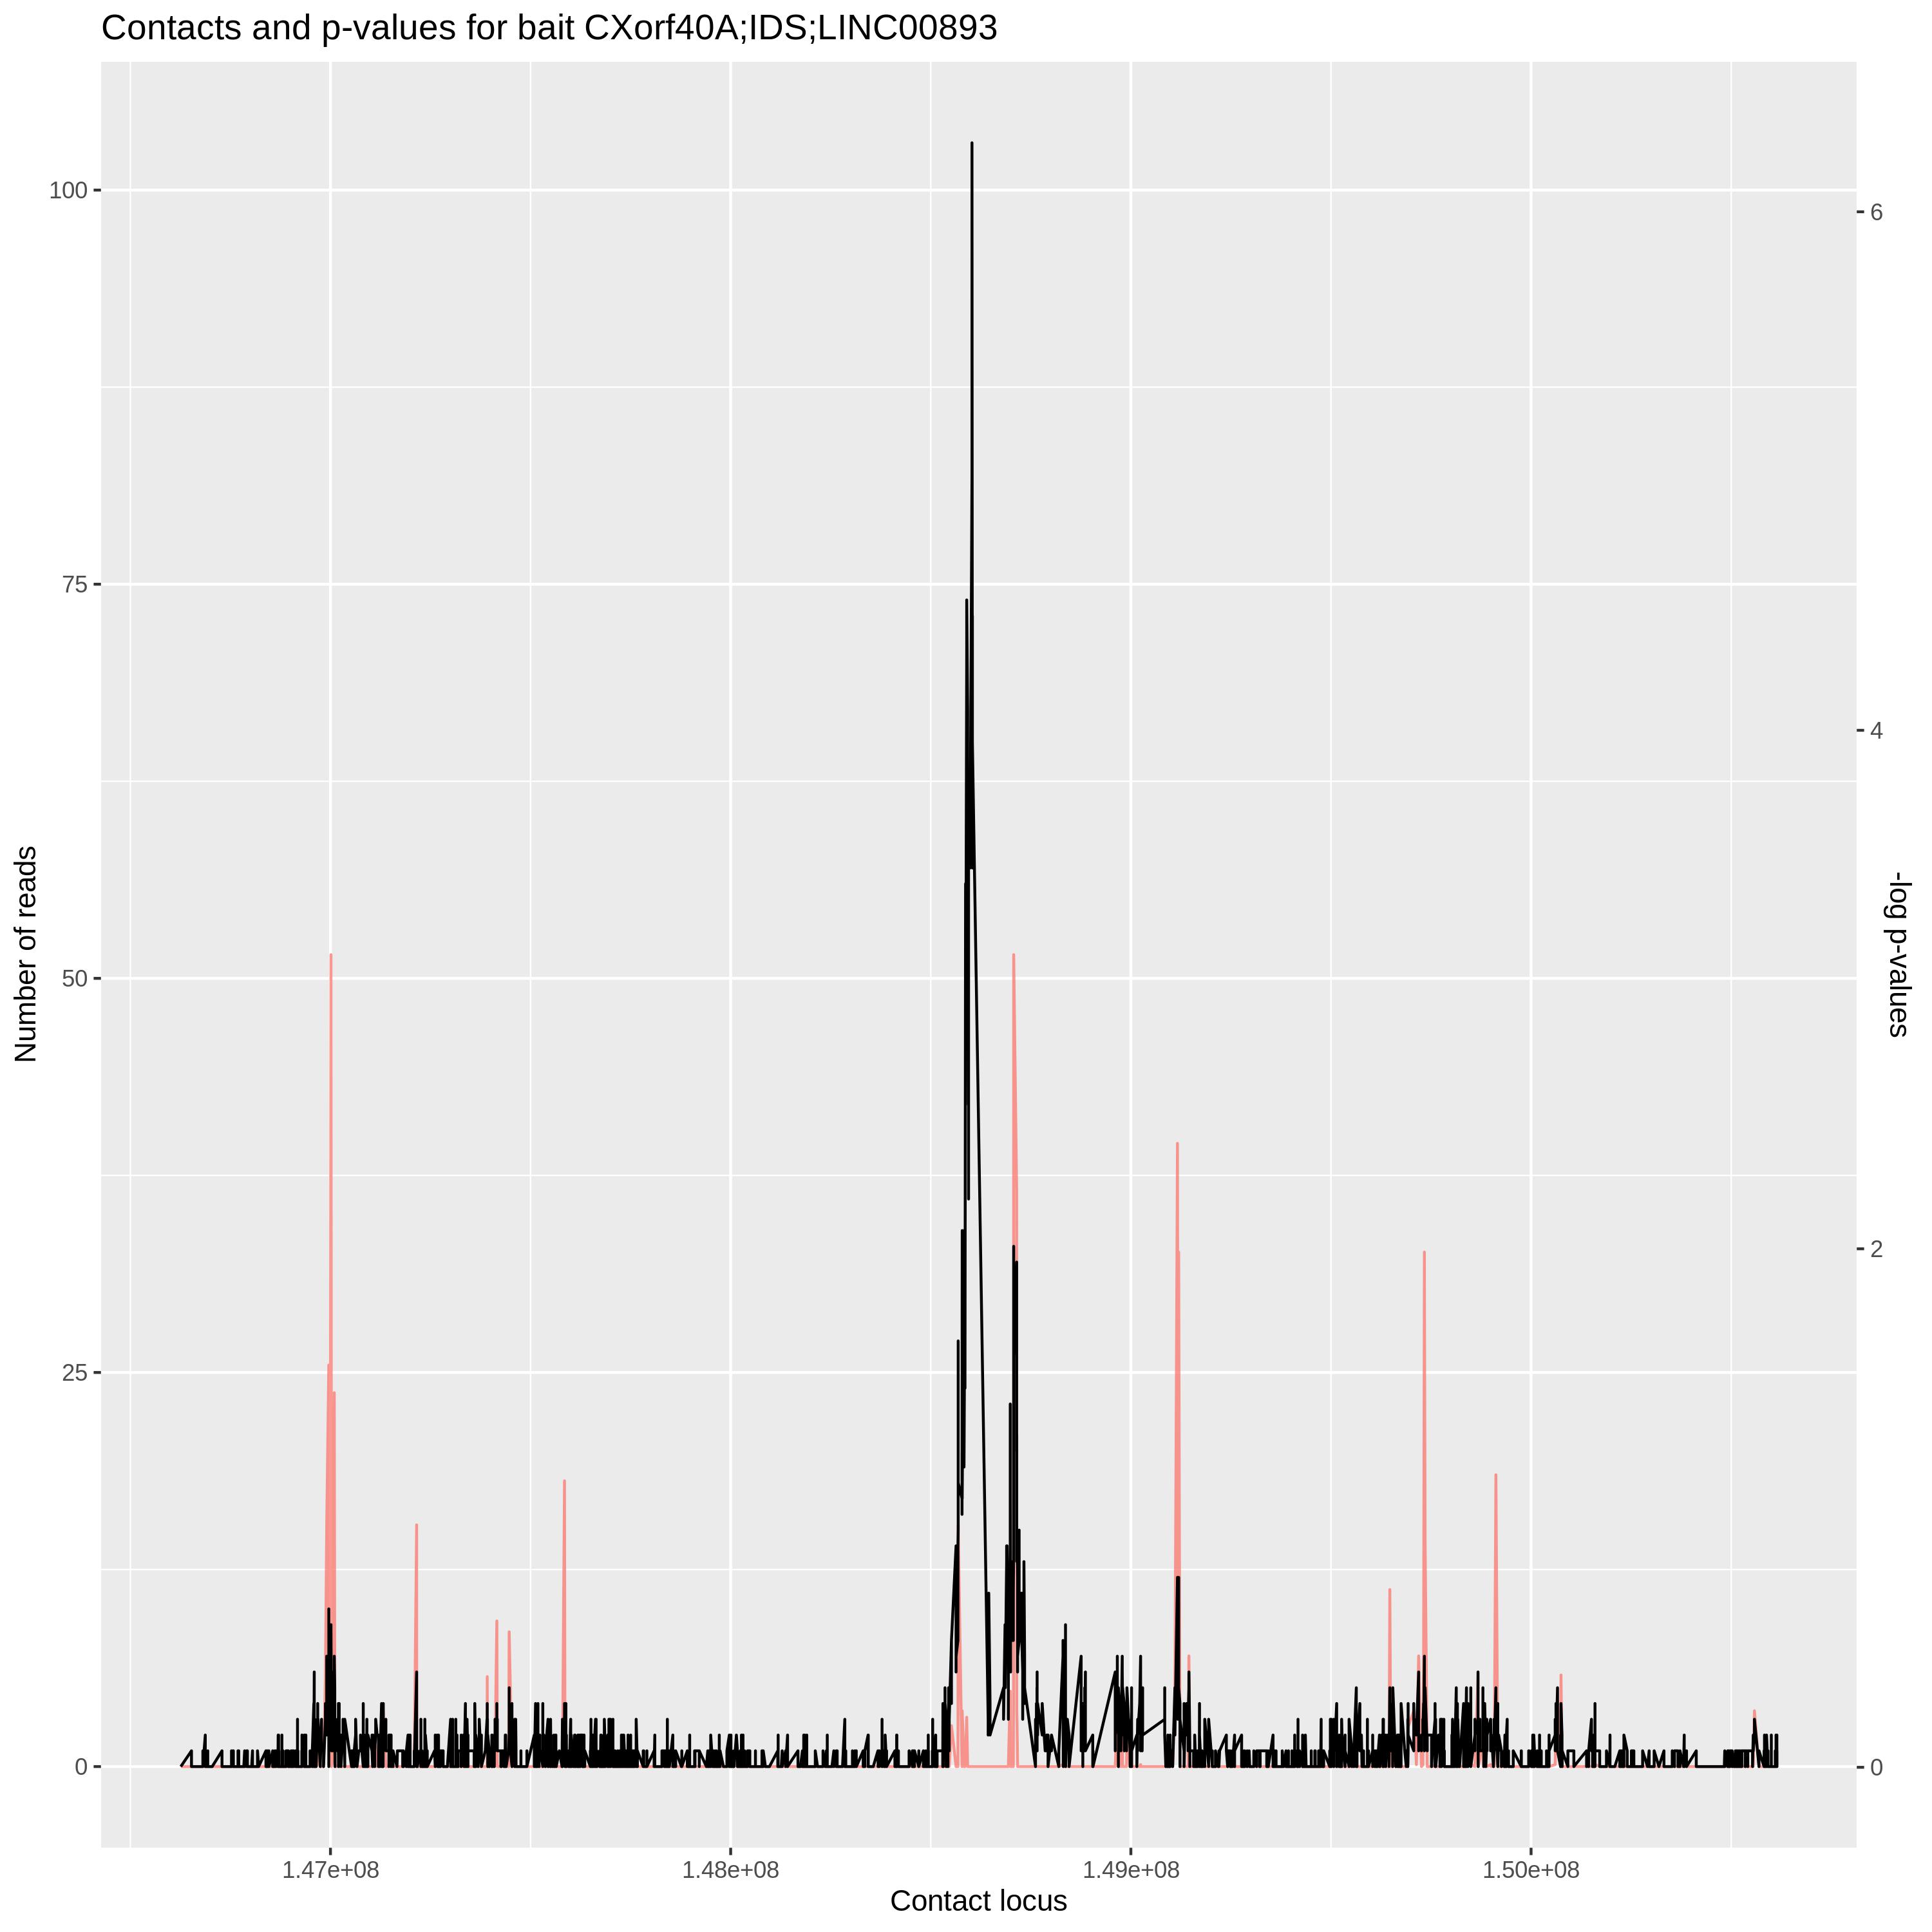 Contacts and p-values for bait CXorf40A;IDS;LINC00893
100
75
50
25
0
Number of reads
6
4
2
0
-log p-values
1.47e+08
1.48e+08
1.49e+08
1.50e+08
Contact locus